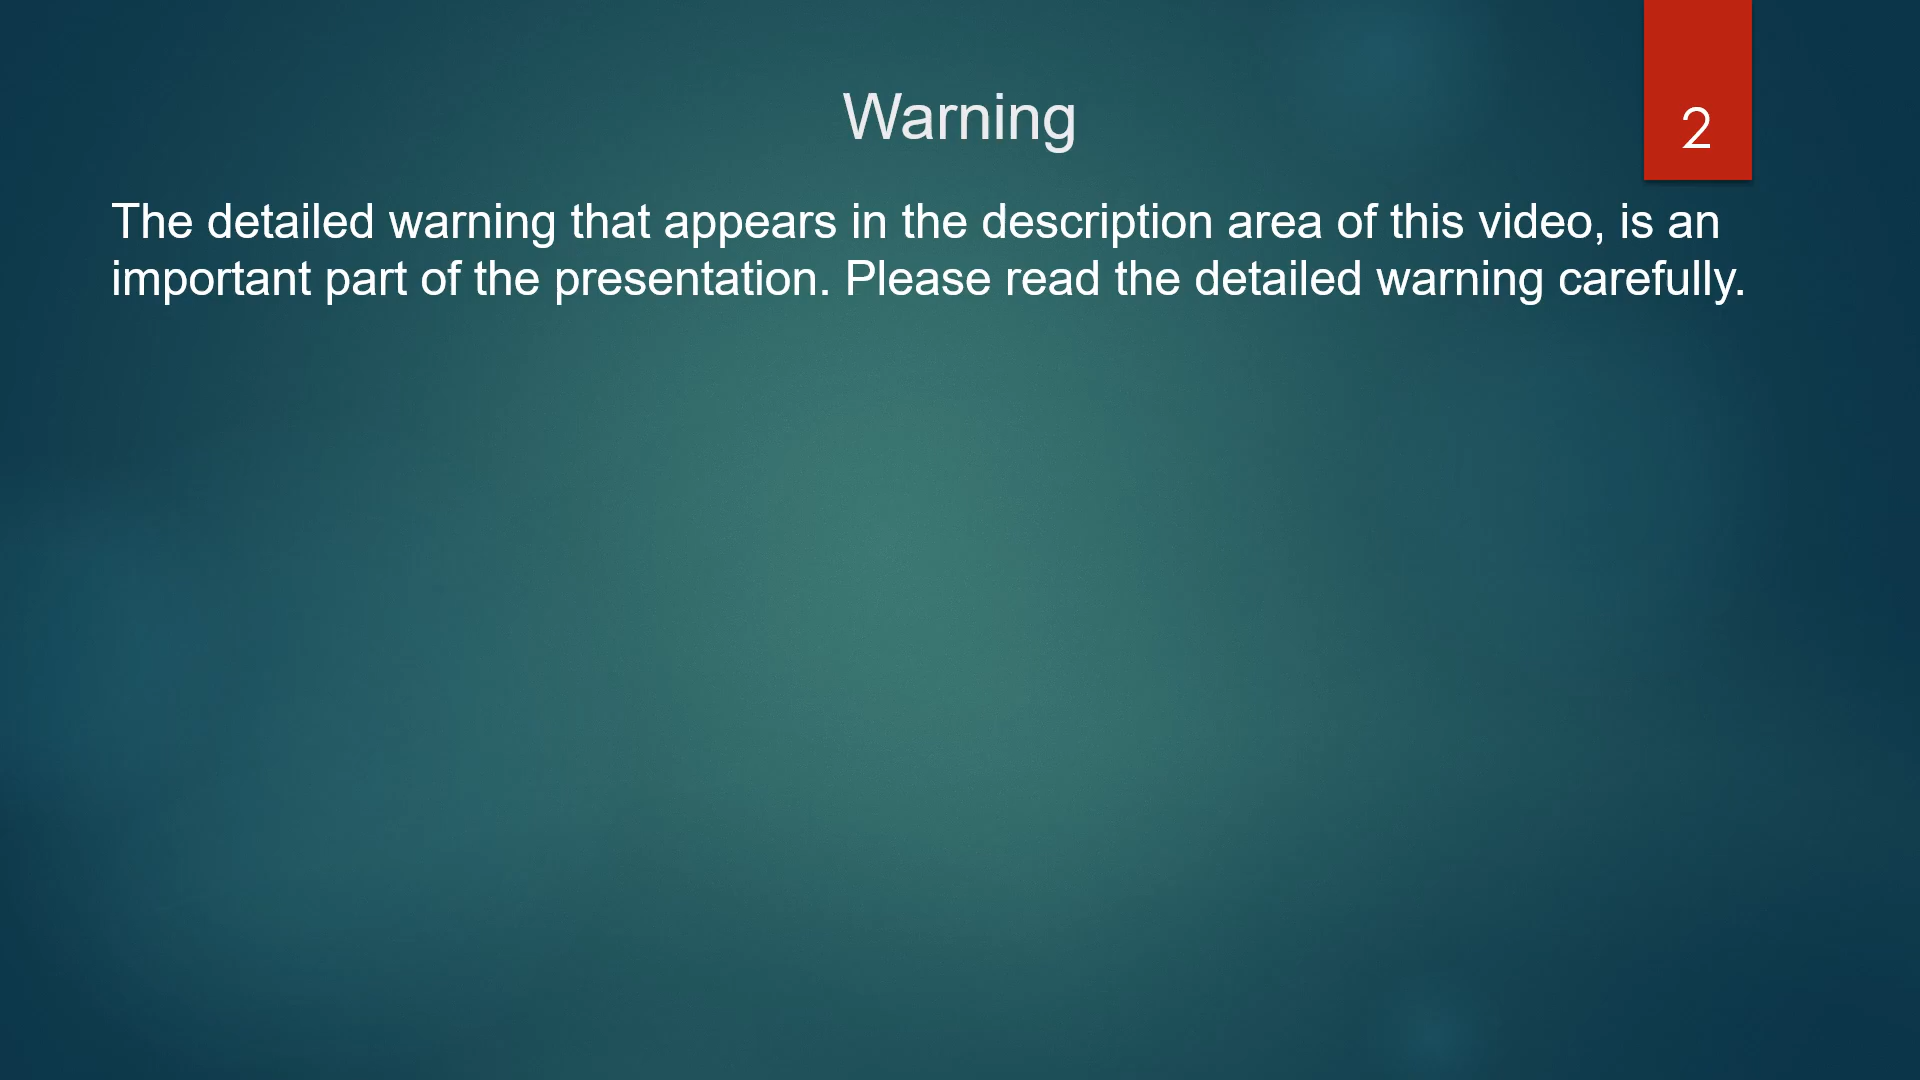 Warning
2
The detailed warning that appears in the description area of this video, is an
important part of the presentation. Please read the detailed warning carefully.